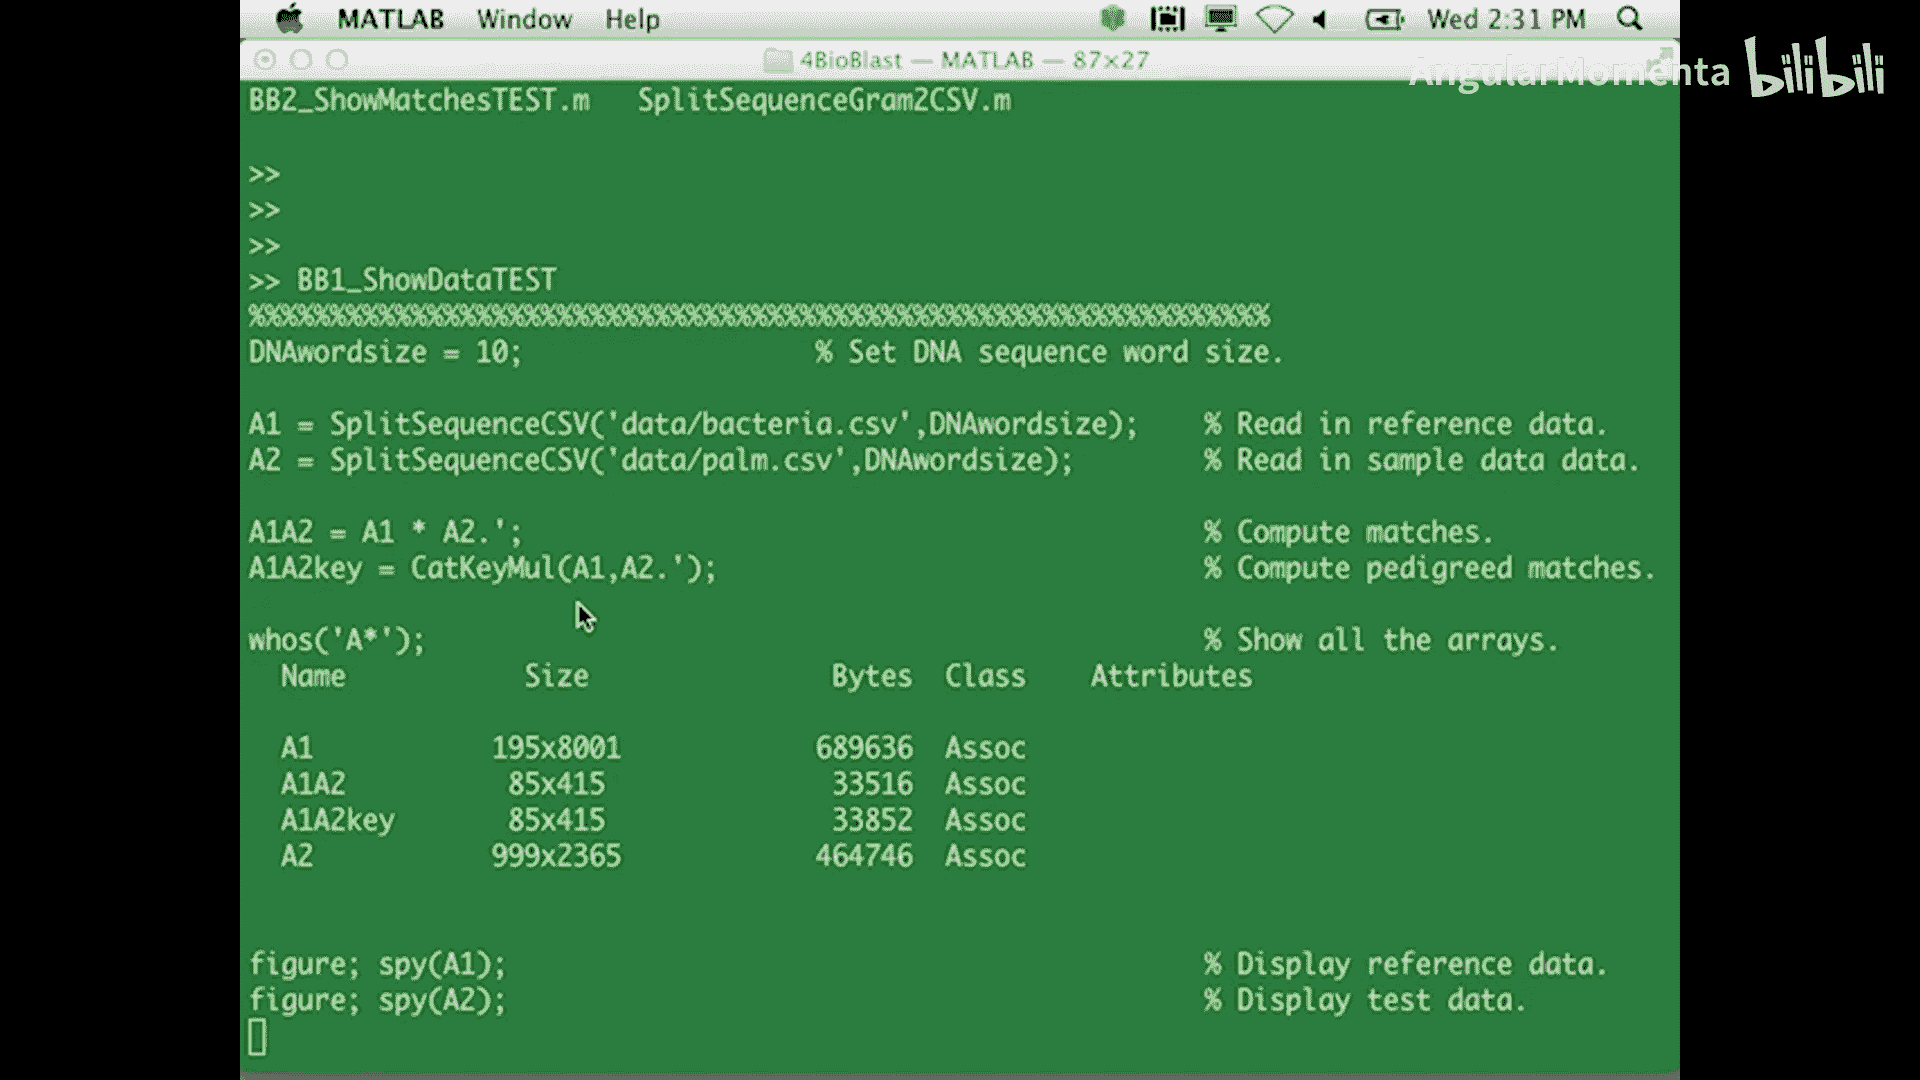 MATLAB Window Help Wed 2:31 PM
4BioBlast — MATLAB — 87×27
AngularMomenta bilibili
BB2_ShowMatchesTEST.m SplitSequenceGram2CSV.m
>>
>>
>>
>> BB1_ShowDataTEST
%%%%%%%%%%%%%%%%%%%%%%%%%%%%%%%%%%%%%%%%%%%%%%%%%%%%%%%%%%%%%%%
DNAwordsize = 10; % Set DNA sequence word size.
A1 = SplitSequenceCSV('data/bacteria.csv',DNAwordsize); % Read in reference data.
A2 = SplitSequenceCSV('data/palm.csv',DNAwordsize); % Read in sample data data.
A1A2 = A1 * A2.'; % Compute matches.
A1A2key = CatKeyMul(A1,A2.'); % Compute pedigreed matches.
whos('A*'); % Show all the arrays.
Name Size Bytes Class Attributes
A1 195x8001 689636 Assoc
A1A2 85x415 33516 Assoc
A1A2key 85x415 33852 Assoc
A2 999x2365 464746 Assoc
figure; spy(A1); % Display reference data.
figure; spy(A2); % Display test data.